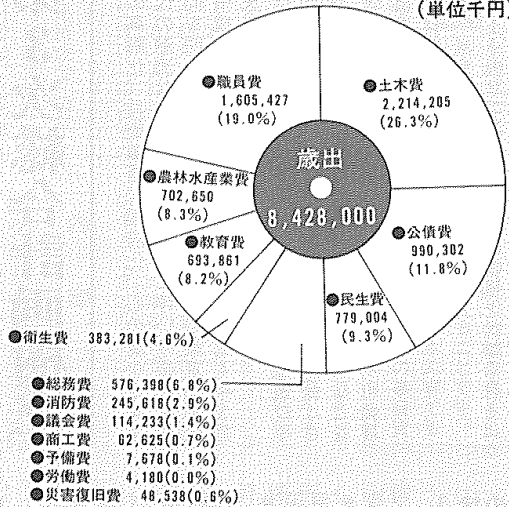 (単位千円)
●職員費
1,605,427
(19.0%)
●土木費
2,214,205
(26.3%)
歳出
8,428,000
●農林水産業費
702,650
(8.3%)
●公債費
990,302
(11.8%)
●教育費
693,861
(8.2%)
●民生費
779,004
(9.3%)
●衛生費 383,281(4.6%)
●総務費 576,398(6.8%)
●消防費 245,618(2.9%)
●議会費 114,233(1.4%)
●商工費 62,625(0.7%)
●予備費 7,678(0.1%)
●労働費 4,180(0.0%)
●災害復旧費 48,538(0.6%)